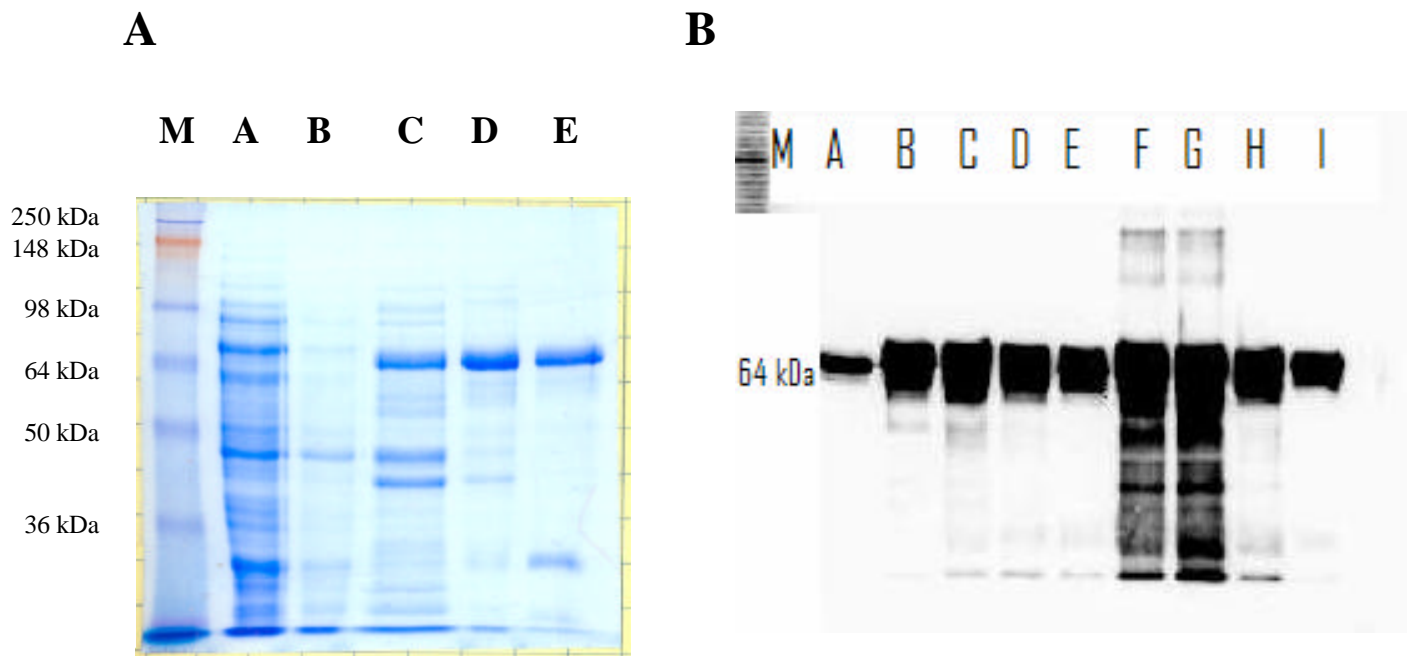 A
B
M A B C D E
M A B C D E F G H I
250 kDa
148 kDa
98 kDa
64 kDa
50 kDa
36 kDa
64 kDa